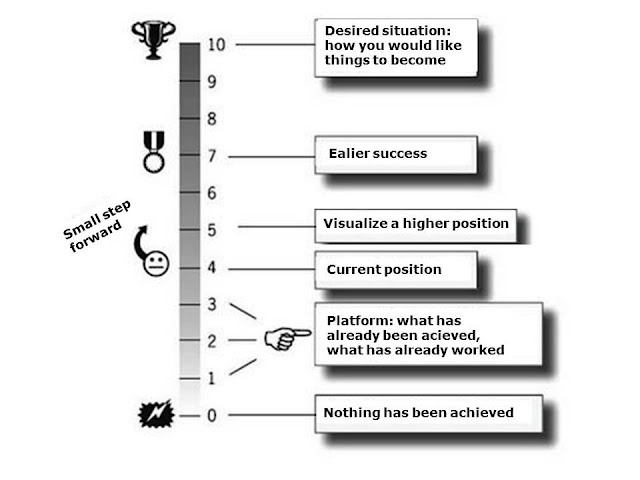 10
Desired situation:
how you would like
things to become
9
8
7
Ealier success
6
Small step
forward
5
Visualize a higher position
4
Current position
3
2
1
Platform: what has
already been acieved,
what has already worked
0
Nothing has been achieved